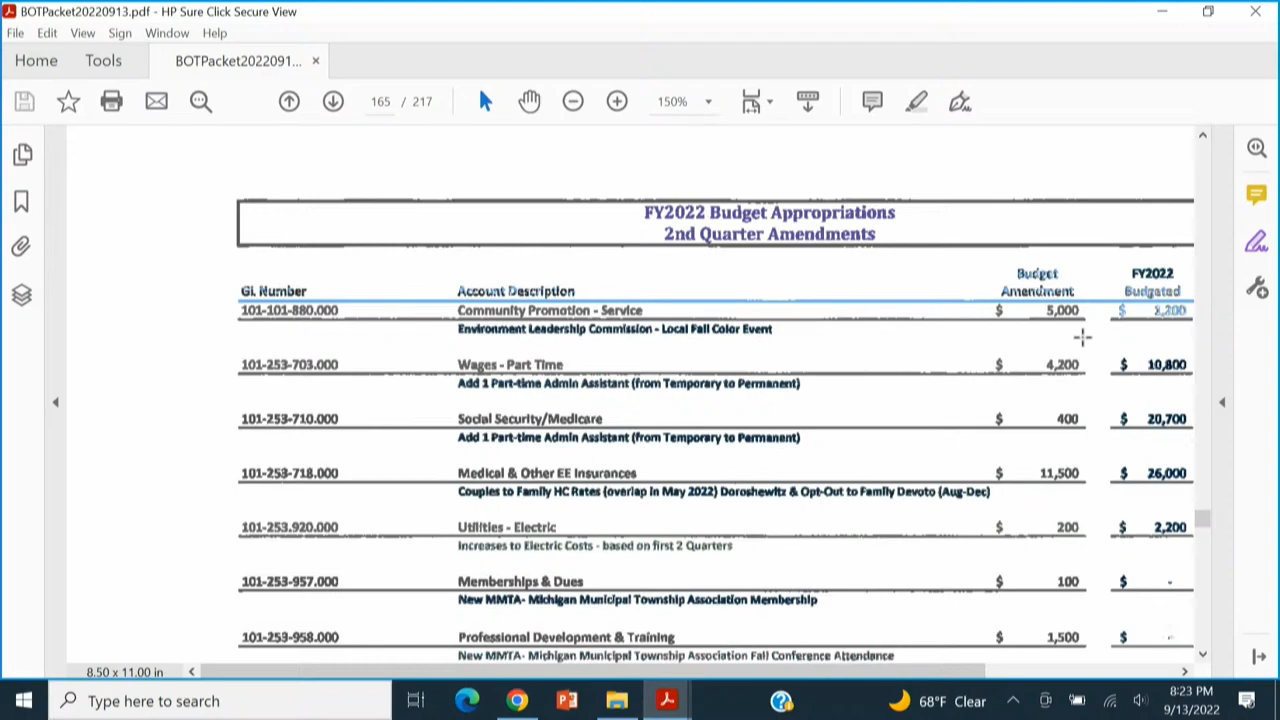 BOTPacket20220913.pdf - HP Sure Click Secure View
File Edit View Sign Window Help
Home Tools BOTPacket2022091... ×
165 / 217 150%
FY2022 Budget Appropriations
2nd Quarter Amendments
Budget FY2022
GL Number Account Description Amendment Budgeted
101-101-880.000 Community Promotion - Service $ 5,000 $
Environment Leadership Commission - Local Fall Color Event
101-253-703.000 Wages - Part Time $ 4,200 $ 10,800
Add 1 Part-time Admin Assistant (from Temporary to Permanent)
101-253-710.000 Social Security/Medicare $ 400 $ 20,700
Add 1 Part-time Admin Assistant (from Temporary to Permanent)
101-253-718.000 Medical & Other EE Insurances $ 11,500 $ 26,000
Couples to Family HC Rates (overlap in May 2022) Doroshewitz & Opt-Out to Family Devoto (Aug-Dec)
101-253.920.000 Utilities - Electric $ 200 $ 2,200
Increases to Electric Costs - based on first 2 Quarters
101-253-957.000 Memberships & Dues $ 100 $ -
New MMTA- Michigan Municipal Township Association Membership
101-253-958.000 Professional Development & Training $ 1,500 $ -
New MMTA- Michigan Municipal Township Association Fall Conference Attendance
8.50 x 11.00 in
Type here to search
68°F Clear
8:23 PM
9/13/2022